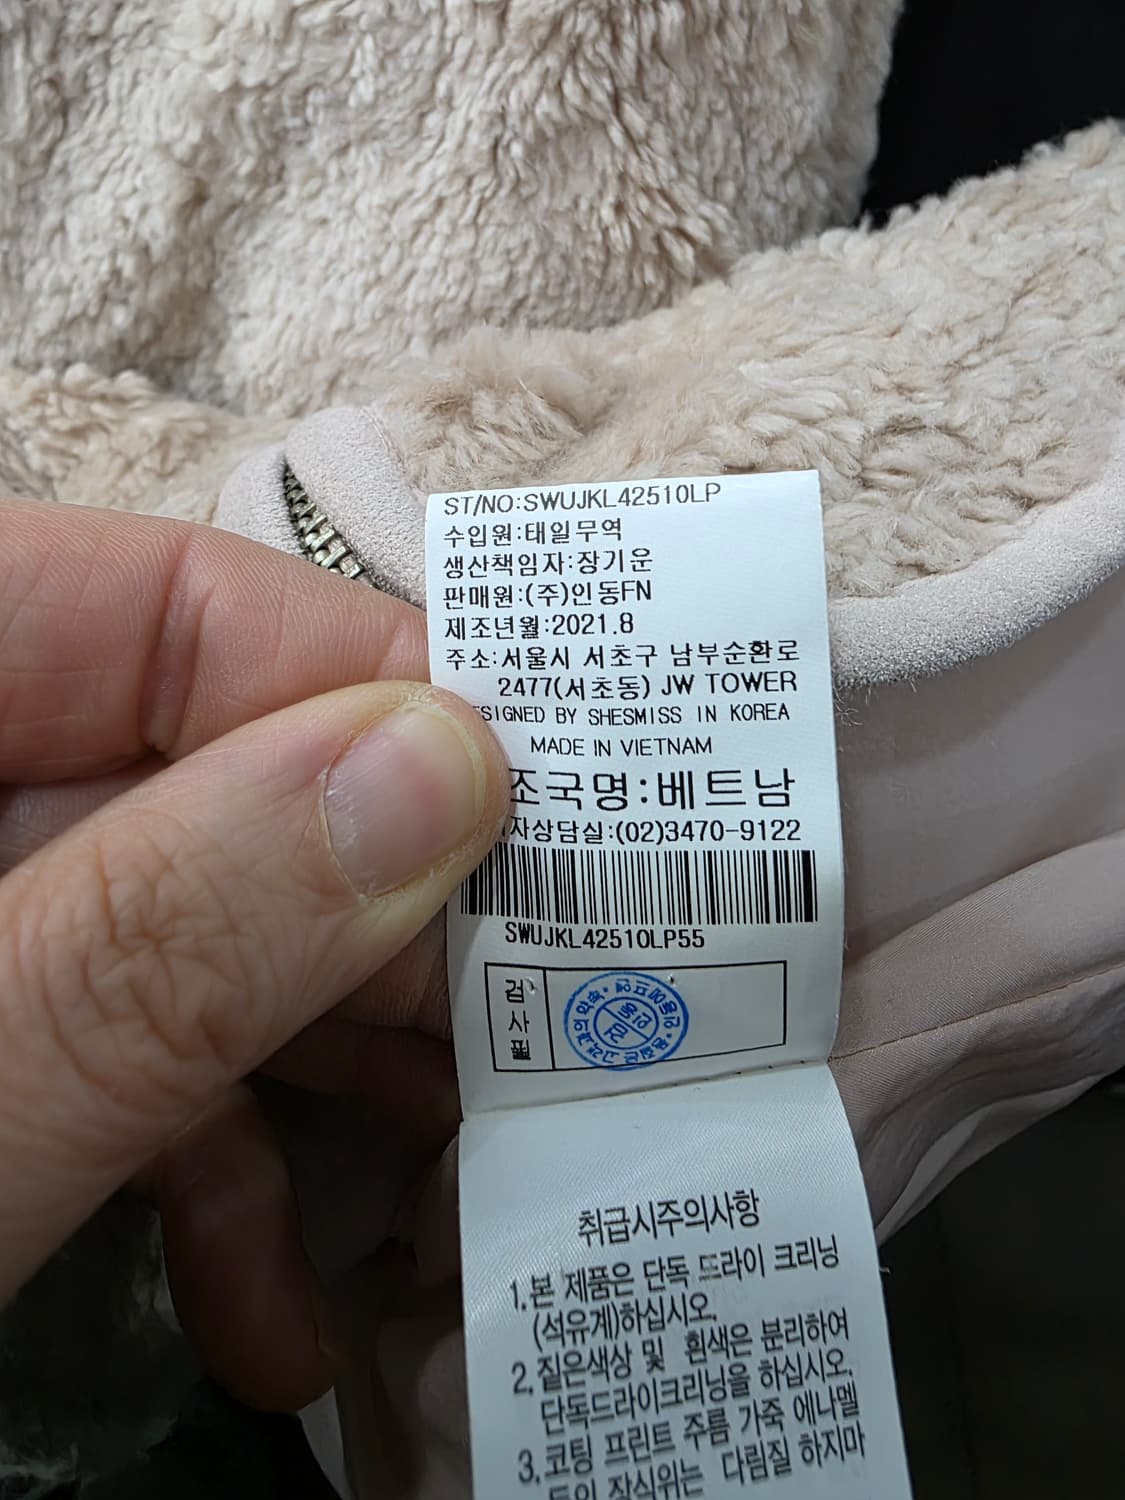 ST/NO:SWUJKL42510LP
수입원:태일무역
생산책임자:장기운
판매원:(주)인동FN
제조년월:2021.8
주소:서울시 서초구 남부순환로
2477(서초동) JW TOWER
ESIGNED BY SHESMISS IN KOREA
MADE IN VIETNAM
조국명:베트남
자상담실:(02)3470-9122
SWUJKL42510LP55
검사필
취급시주의사항
1.본 제품은 단독 드라이 크리닝
(석유계)하십시오.
2.짙은색상 및 흰색은 분리하여
단독드라이크리닝을 하십시오.
3.코팅 프린트 주름 가죽 에나멜
등의 장식위는 다림질 하지마